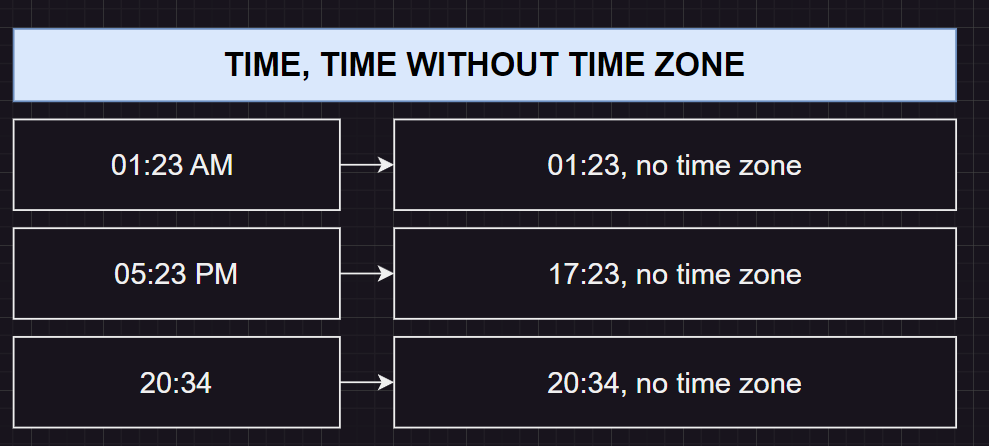 TIME, TIME WITHOUT TIME ZONE
01:23 AM
01:23, no time zone
05:23 PM
17:23, no time zone
20:34
20:34, no time zone